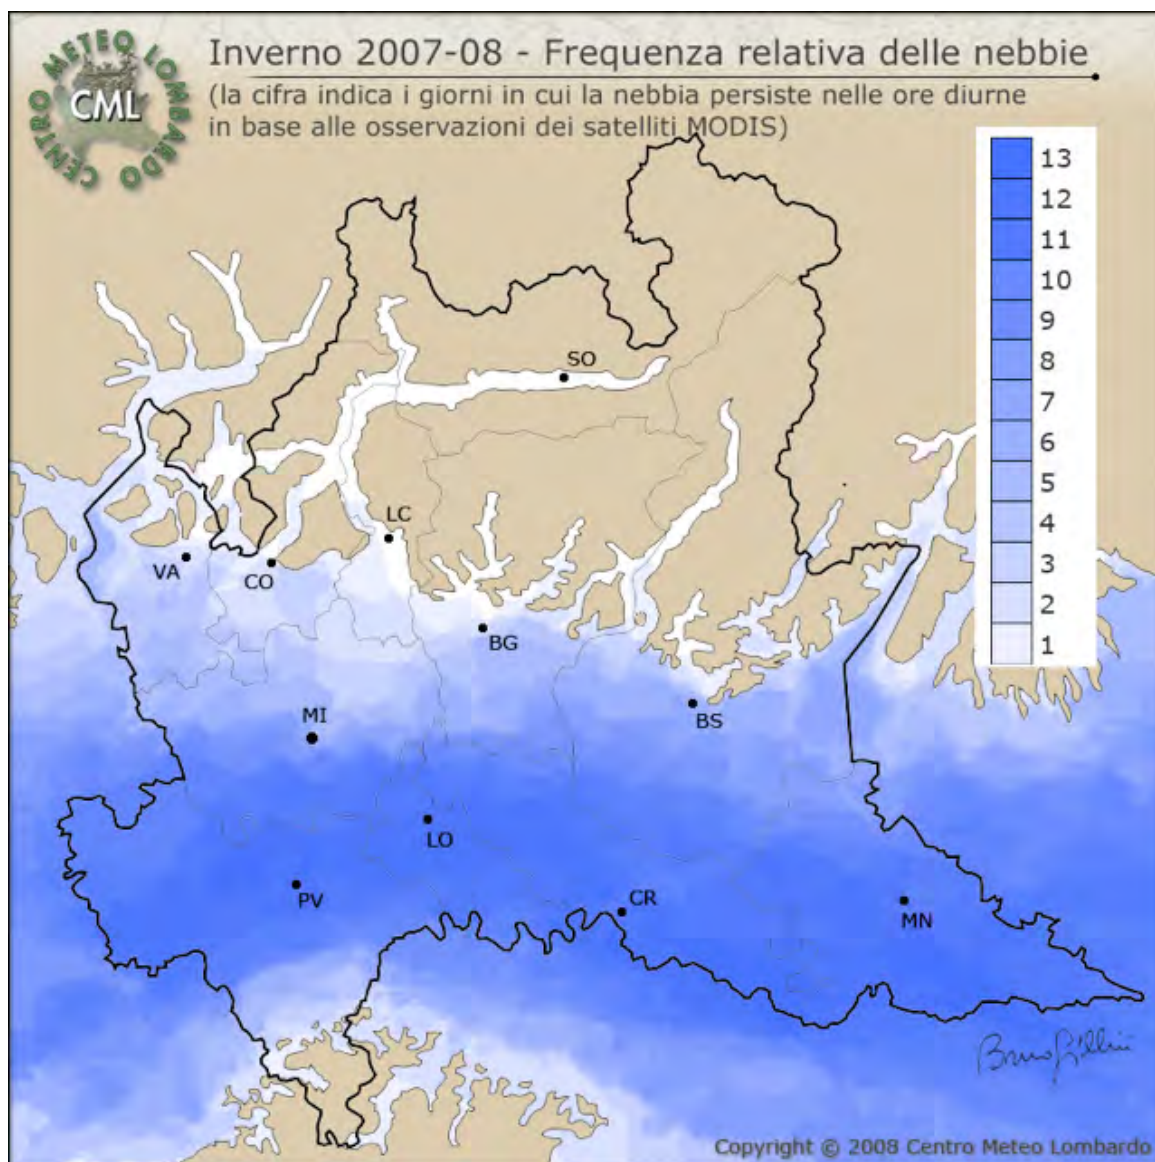 CENTRO METEO LOMBARDO
CML
Inverno 2007-08 - Frequenza relativa delle nebbie
(la cifra indica i giorni in cui la nebbia persiste nelle ore diurne
in base alle osservazioni dei satelliti MODIS)
13
12
11
10
9
8
7
6
5
4
3
2
1
SO
LC
VA
CO
BG
BS
MI
LO
PV
CR
MN
Copyright © 2008 Centro Meteo Lombardo